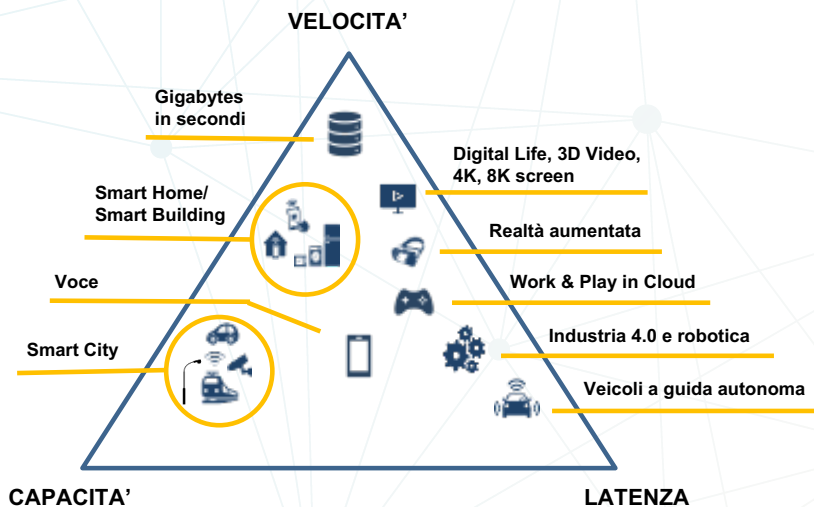 VELOCITA’
Gigabytes
in secondi
Digital Life, 3D Video,
4K, 8K screen
Smart Home/
Smart Building
Realtà aumentata
Voce
Work & Play in Cloud
Smart City
Industria 4.0 e robotica
Veicoli a guida autonoma
CAPACITA’
LATENZA